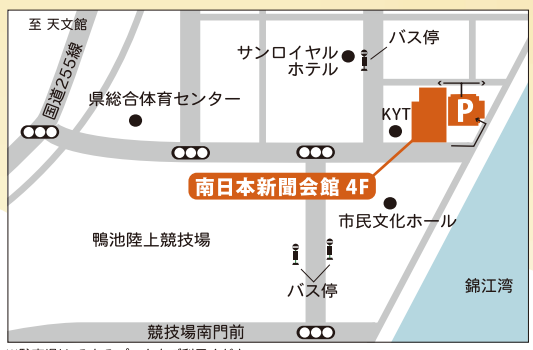 至 天文館
国道255線
サンロイヤル
ホテル
バス停
県総合体育センター
KYT
P
南日本新聞会館 4F
市民文化ホール
鴨池陸上競技場
バス停
錦江湾
競技場南門前